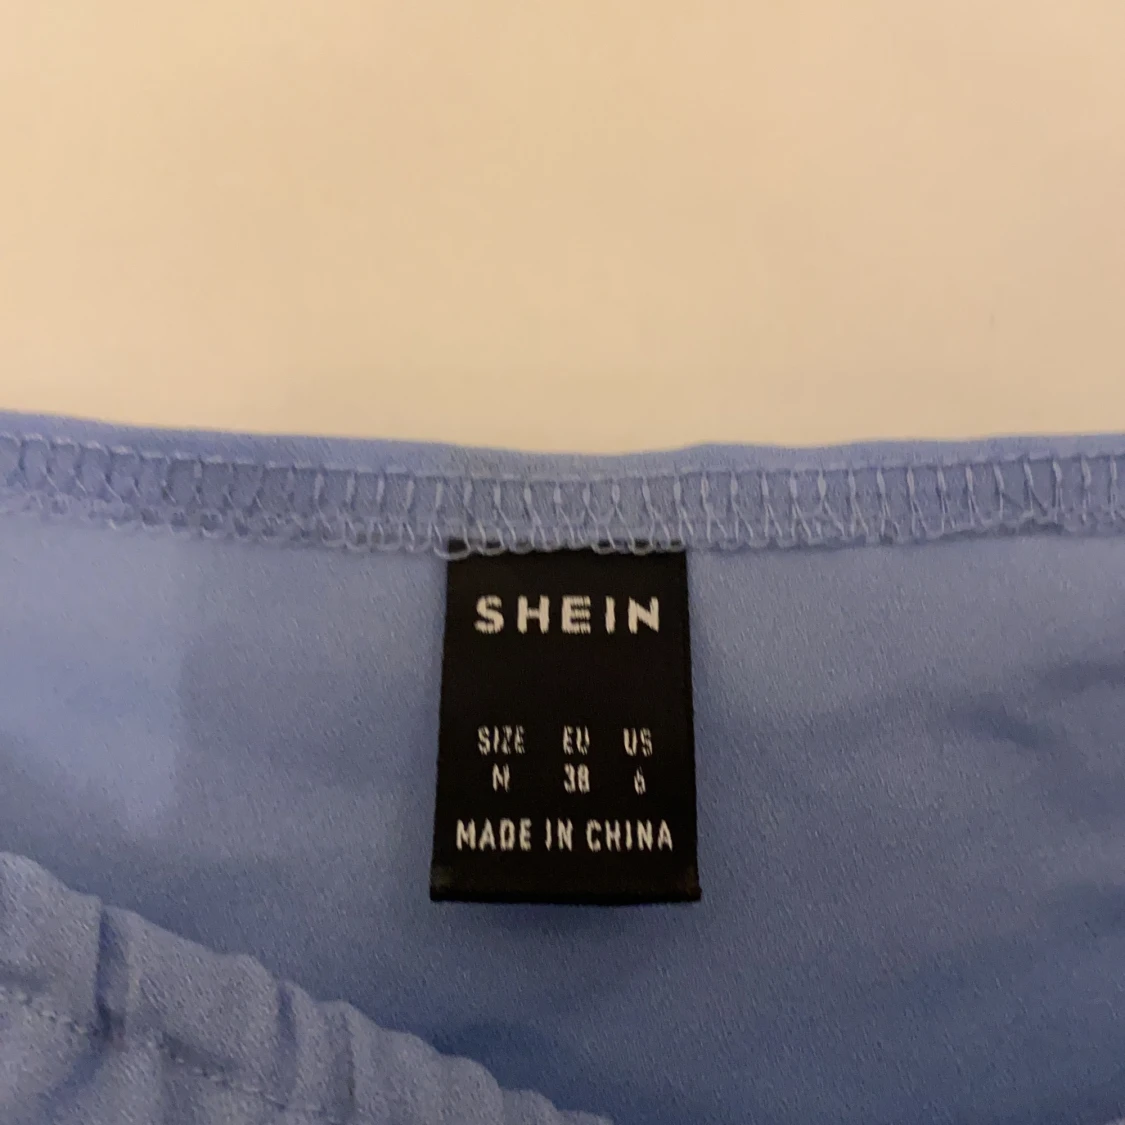 SHEIN
SIZE EU US
M 38 6
MADE IN CHINA